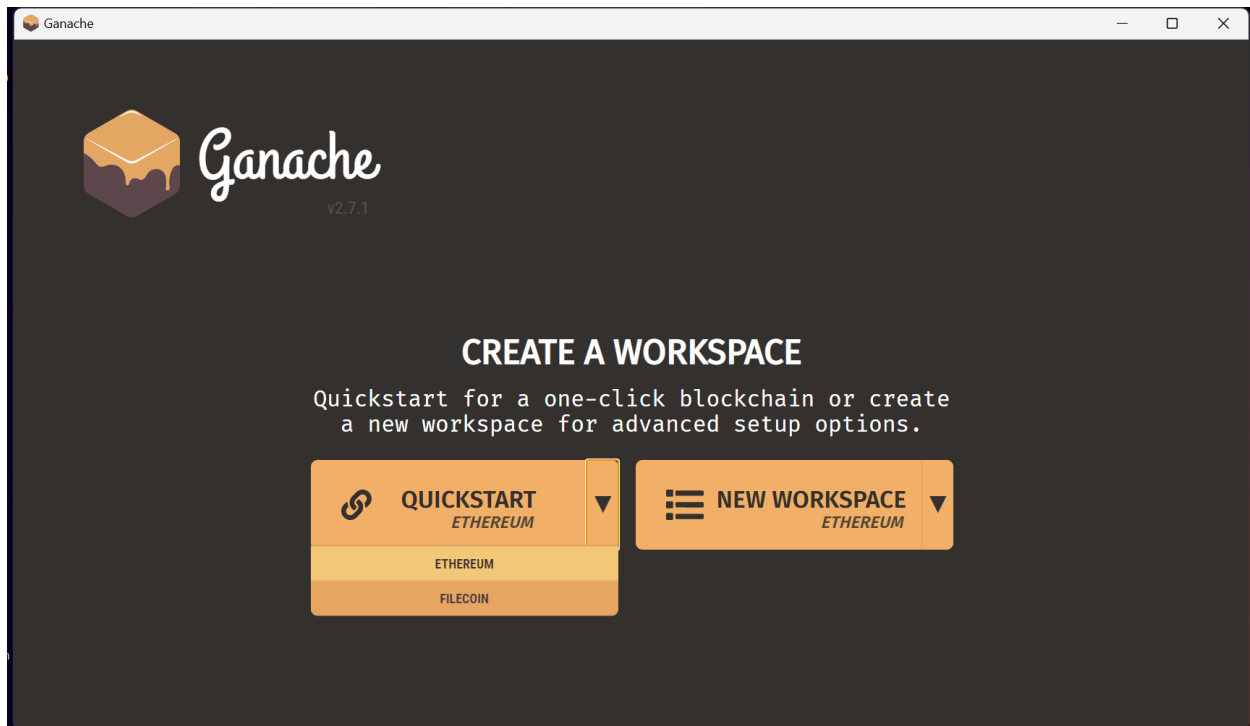 Ganache
Ganache
v2.7.1
CREATE A WORKSPACE
Quickstart for a one-click blockchain or create
a new workspace for advanced setup options.
QUICKSTART
ETHEREUM
▼
NEW WORKSPACE
ETHEREUM
▼
ETHEREUM
FILECOIN